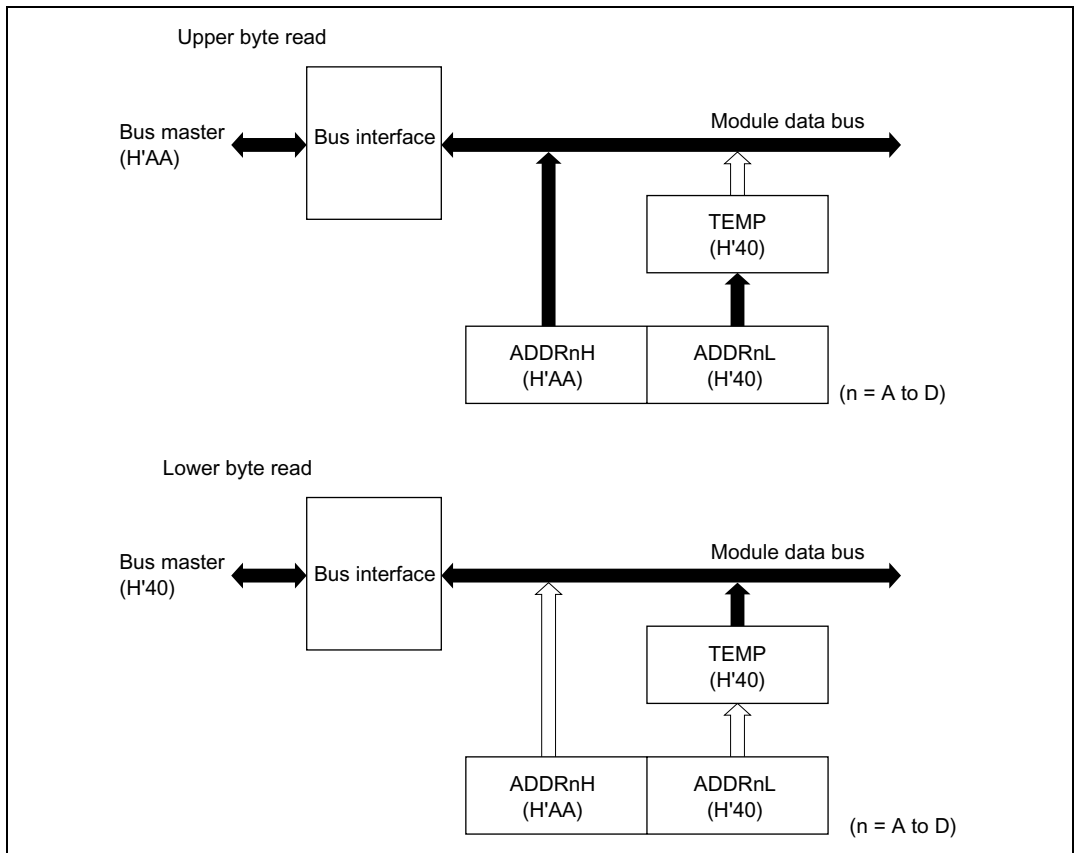 Upper byte read
Bus master
(H'AA)
Bus interface
Module data bus
TEMP
(H'40)
ADDRnH
(H'AA)
ADDRnL
(H'40)
(n = A to D)
Lower byte read
Bus master
(H'40)
Bus interface
Module data bus
TEMP
(H'40)
ADDRnH
(H'AA)
ADDRnL
(H'40)
(n = A to D)